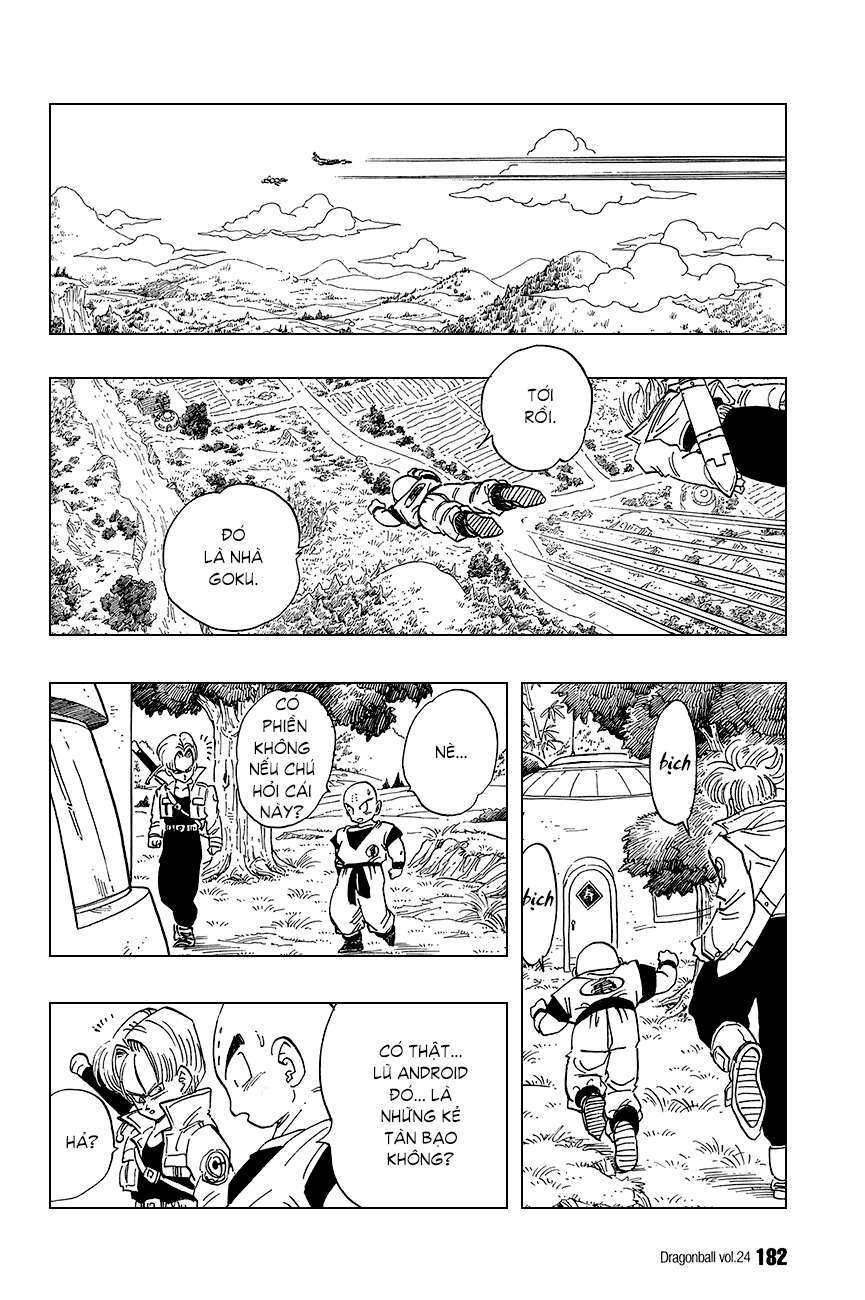 TỚI
RỒI.
ĐÓ
LÀ NHÀ
GOKU.
bịch
bịch
NÈ...
CÓ
PHIỀN
KHÔNG
NẾU CHÚ
HỎI CÁI
NÀY?
CÓ THẬT...
LŨ ANDROID
ĐÓ... LÀ
NHỮNG KẺ
TÀN BẠO
KHÔNG?
HẢ?
Dragonball vol.24 182